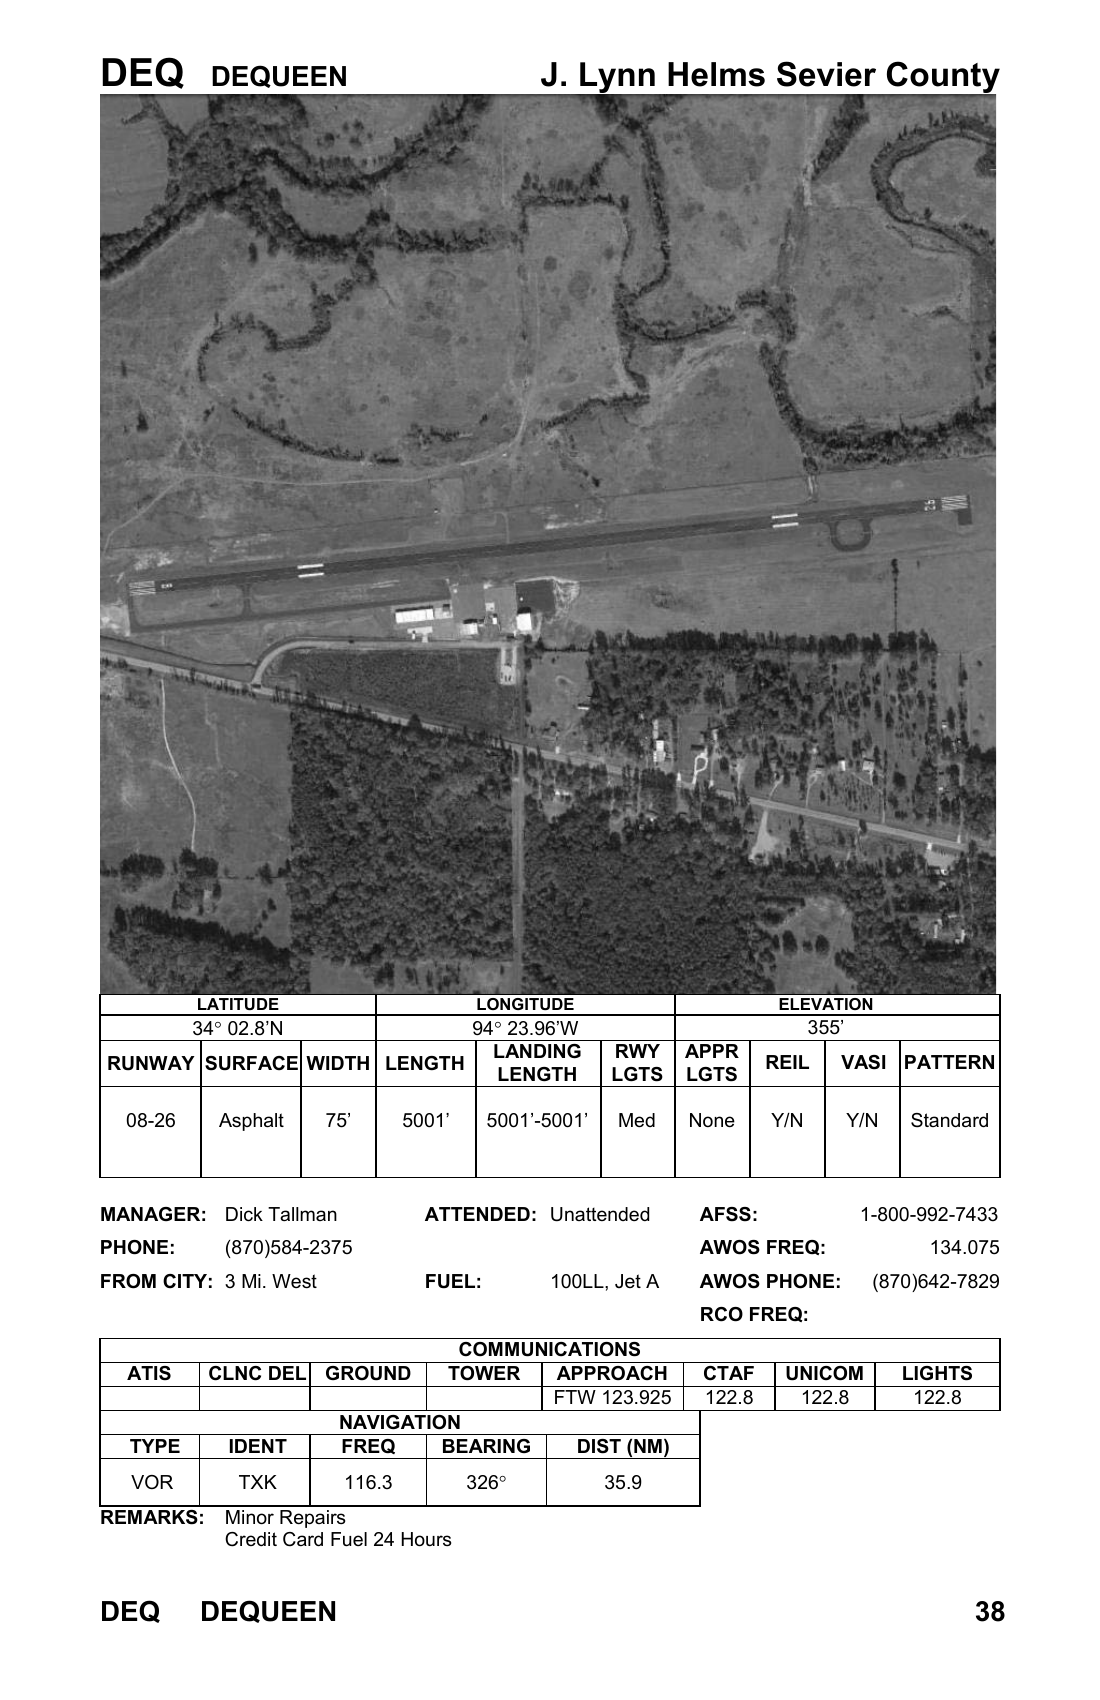 DEQ DEQUEEN J. Lynn Helms Sevier County
LATITUDE LONGITUDE ELEVATION
34° 02.8’N 94° 23.96’W 355’
RUNWAY SURFACE WIDTH LENGTH LANDING LENGTH RWY LGTS APPR LGTS REIL VASI PATTERN
08-26 Asphalt 75’ 5001’ 5001’-5001’ Med None Y/N Y/N Standard
MANAGER: Dick Tallman ATTENDED: Unattended AFSS: 1-800-992-7433
PHONE: (870)584-2375 AWOS FREQ: 134.075
FROM CITY: 3 Mi. West FUEL: 100LL, Jet A AWOS PHONE: (870)642-7829
RCO FREQ:
COMMUNICATIONS
ATIS CLNC DEL GROUND TOWER APPROACH CTAF UNICOM LIGHTS
FTW 123.925 122.8 122.8 122.8
NAVIGATION
TYPE IDENT FREQ BEARING DIST (NM)
VOR TXK 116.3 326° 35.9
REMARKS: Minor Repairs
Credit Card Fuel 24 Hours
DEQ DEQUEEN 38